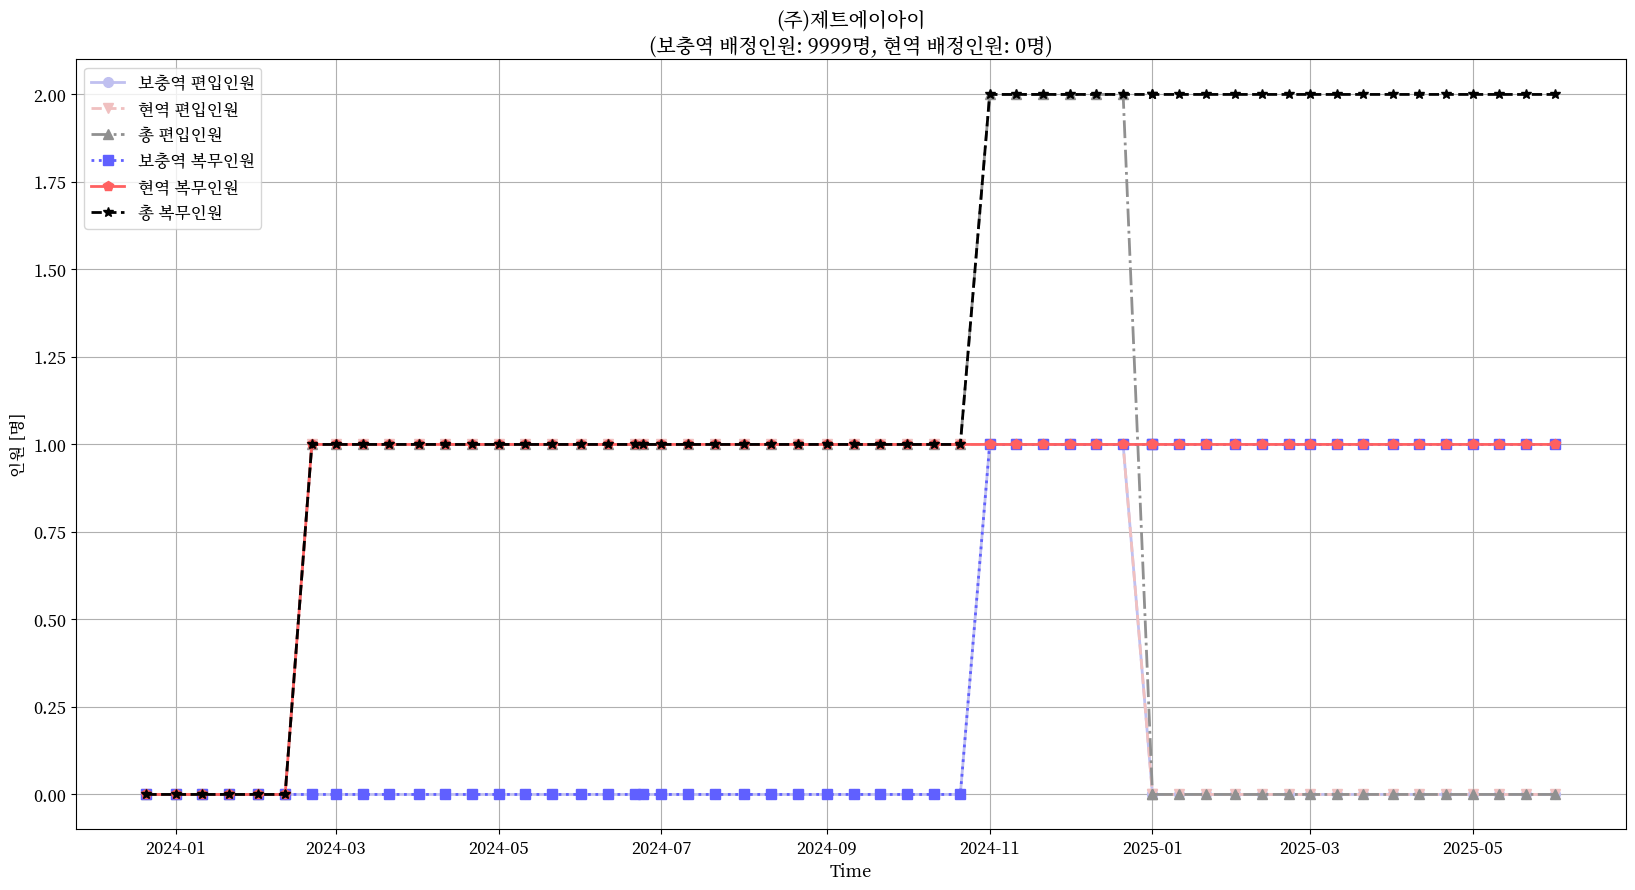 (주)제트에이아이
(보충역 배정인원: 9999명, 현역 배정인원: 0명)
보충역 편입인원
현역 편입인원
총 편입인원
보충역 복무인원
현역 복무인원
총 복무인원
인원 [명]
2.00
1.75
1.50
1.25
1.00
0.75
0.50
0.25
0.00
2024-01
2024-03
2024-05
2024-07
2024-09
2024-11
2025-01
2025-03
2025-05
Time